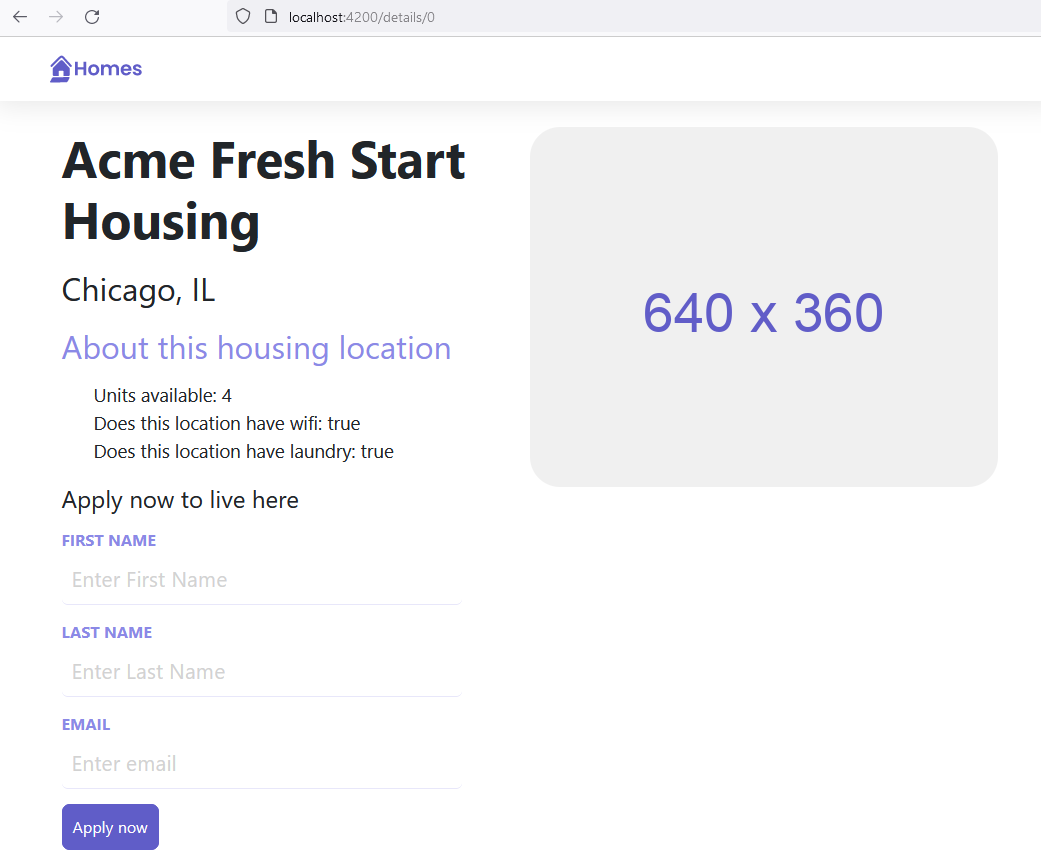 localhost:4200/details/0
Homes
Acme Fresh Start
Housing
Chicago, IL
About this housing location
Units available: 4
Does this location have wifi: true
Does this location have laundry: true
Apply now to live here
FIRST NAME
Enter First Name
LAST NAME
Enter Last Name
EMAIL
Enter email
Apply now
640 x 360